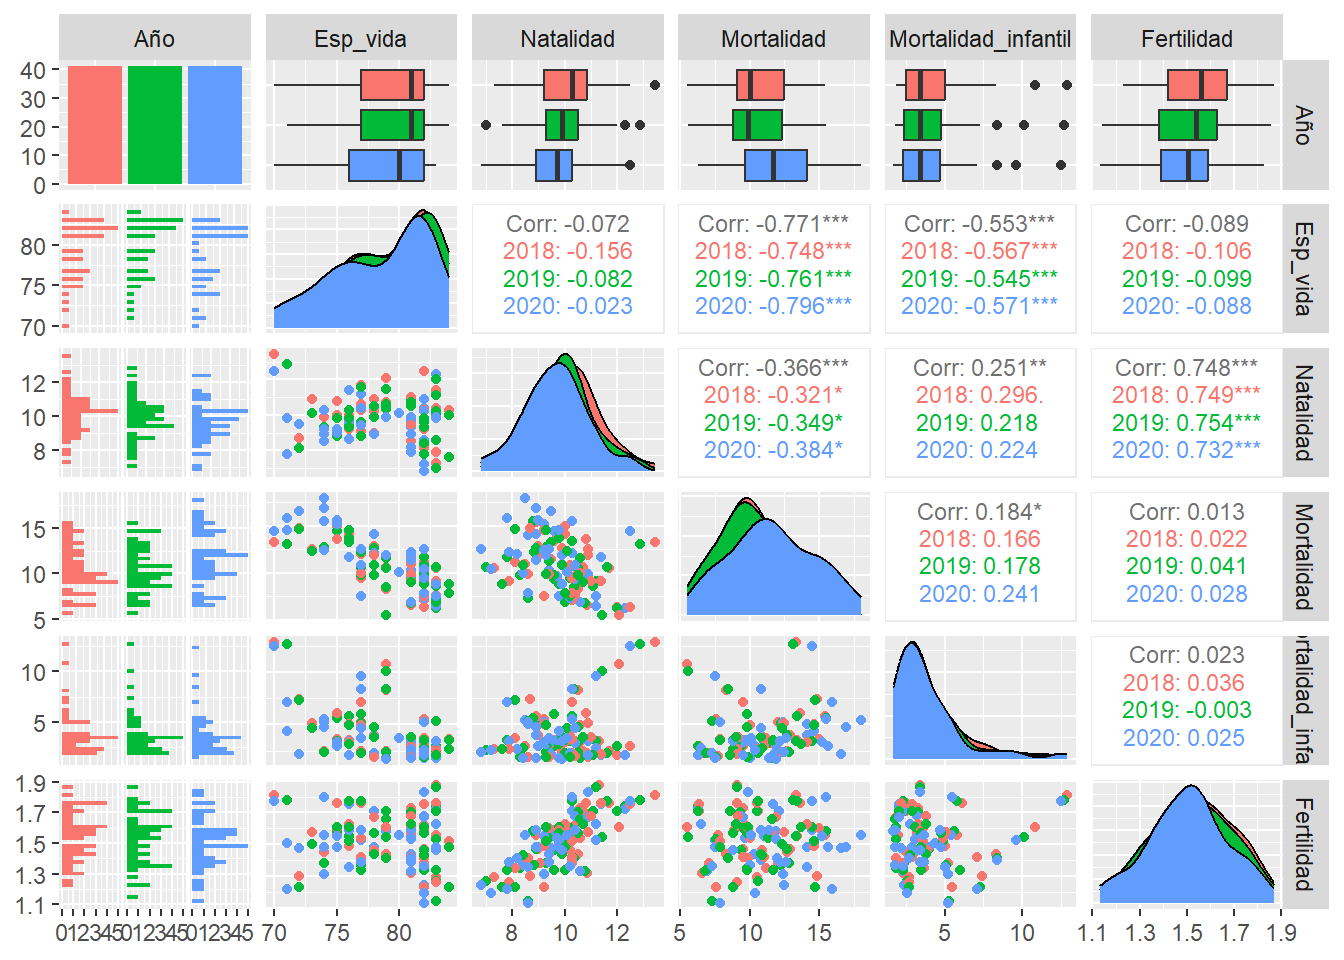 Año
Esp_vida
Natalidad
Mortalidad
Mortalidad_infantil
Fertilidad
40
30
20
10
0
Año
80
75
70
Corr: -0.072
2018: -0.156
2019: -0.082
2020: -0.023
Corr: -0.771***
2018: -0.748***
2019: -0.761***
2020: -0.796***
Corr: -0.553***
2018: -0.567***
2019: -0.545***
2020: -0.571***
Corr: -0.089
2018: -0.106
2019: -0.099
2020: -0.088
Esp_vida
12
10
8
Corr: -0.366***
2018: -0.321*
2019: -0.349*
2020: -0.384*
Corr: 0.251**
2018: 0.296.
2019: 0.218
2020: 0.224
Corr: 0.748***
2018: 0.749***
2019: 0.754***
2020: 0.732***
Natalidad
15
10
5
Corr: 0.184*
2018: 0.166
2019: 0.178
2020: 0.241
Corr: 0.013
2018: 0.022
2019: 0.041
2020: 0.028
Mortalidad
10
5
Corr: 0.023
2018: 0.036
2019: -0.003
2020: 0.025
ortalidad_infa
1.9
1.7
1.5
1.3
1.1
Fertilidad
012345
012345
012345
70 75 80
8 10 12
5 10 15
5 10
1.1 1.3 1.5 1.7 1.9